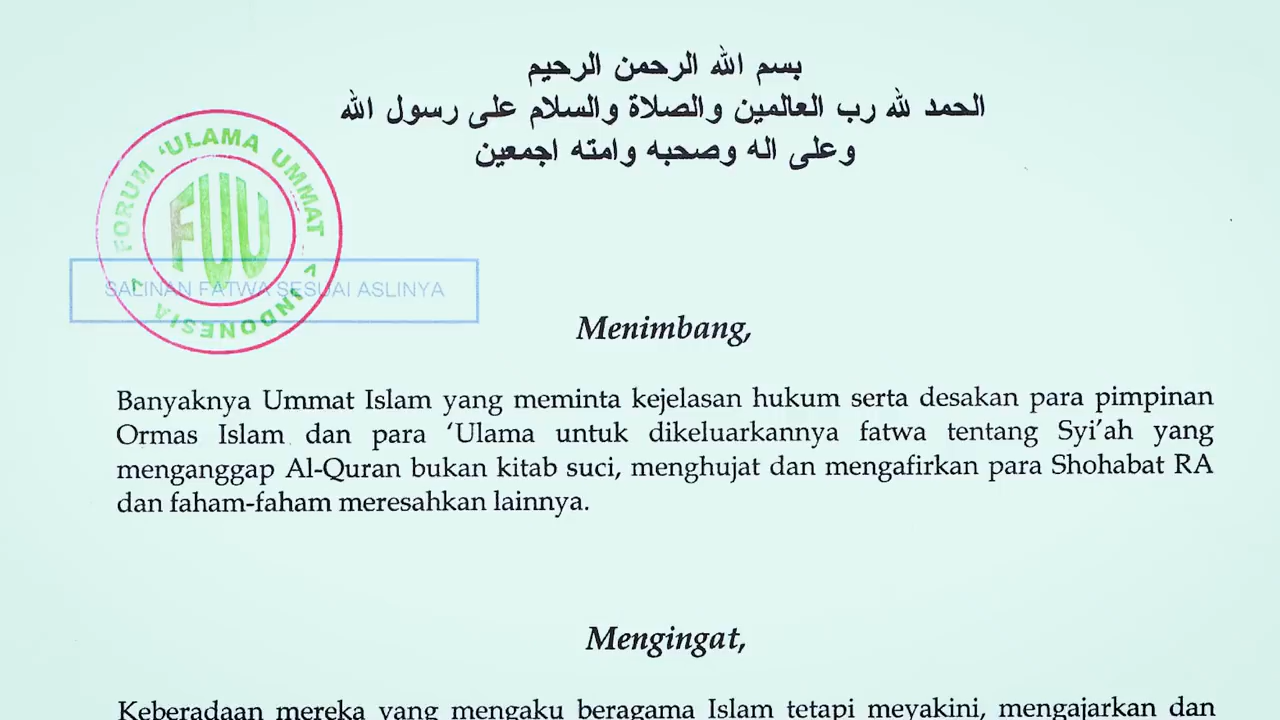 بسم الله الرحمن الرحيم
الحمد لله رب العالمين والصلاة والسلام على رسول الله
وعلى اله وصحبه وامته اجمعين
FORUM ‘ULAMA UMMAT
INDONESIA
FUU
SALINAN FATWA SESUAI ASLINYA
Menimbang,
Banyaknya Ummat Islam yang meminta kejelasan hukum serta desakan para pimpinan
Ormas Islam dan para ‘Ulama untuk dikeluarkannya fatwa tentang Syi’ah yang
menganggap Al-Quran bukan kitab suci, menghujat dan mengafirkan para Shohabat RA
dan faham-faham meresahkan lainnya.
Mengingat,
Keberadaan mereka yang mengaku beragama Islam tetapi meyakini, mengajarkan dan